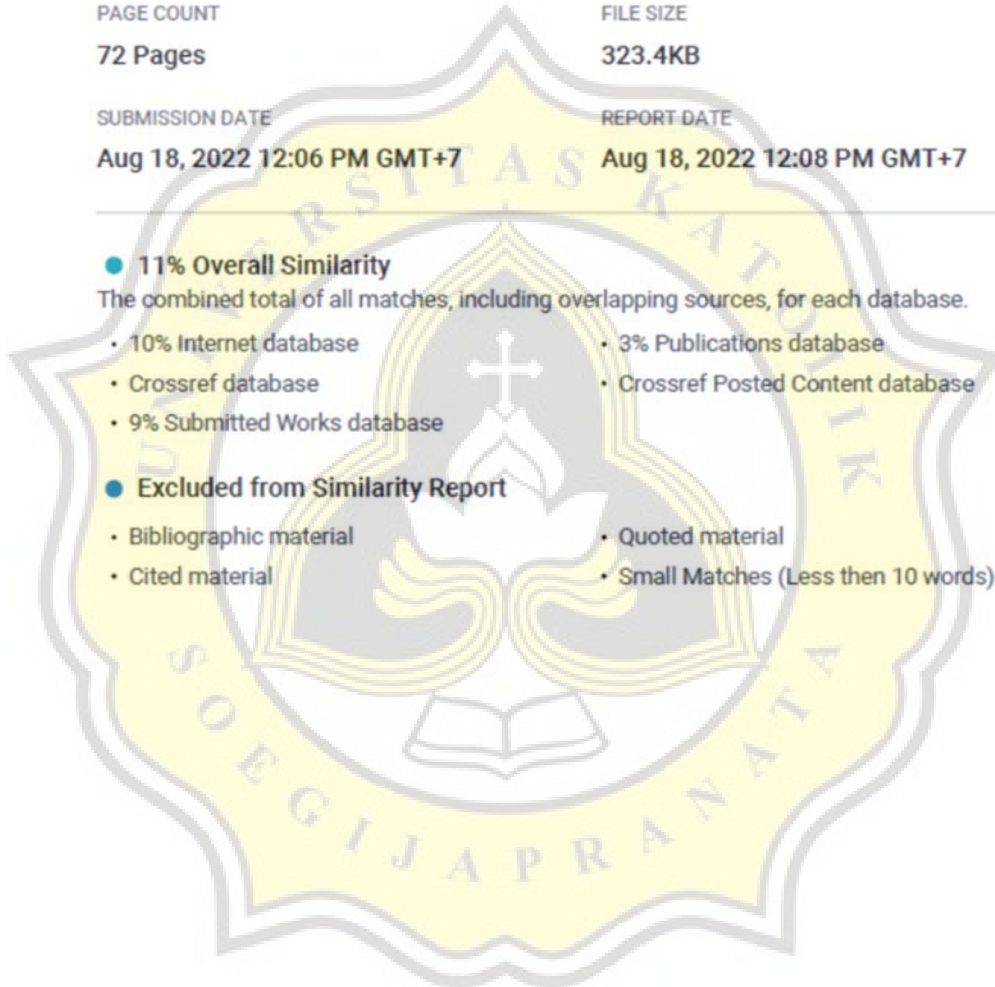 PAGE COUNT
72 Pages
FILE SIZE
323.4KB
SUBMISSION DATE
Aug 18, 2022 12:06 PM GMT+7
REPORT DATE
Aug 18, 2022 12:08 PM GMT+7
11% Overall Similarity
The combined total of all matches, including overlapping sources, for each database.
• 10% Internet database
• 3% Publications database
• Crossref database
• Crossref Posted Content database
• 9% Submitted Works database
Excluded from Similarity Report
• Bibliographic material
• Quoted material
• Cited material
• Small Matches (Less then 10 words)
UNIVERSITAS KATOLIK
SOEGIJAPRANATA